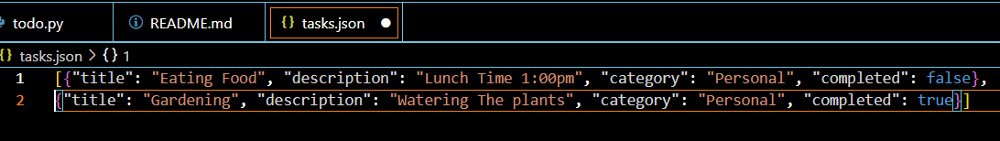 todo.py README.md {} tasks.json
{} tasks.json > {} 1
1 [{"title": "Eating Food", "description": "Lunch Time 1:00pm", "category": "Personal", "completed": false},
2 {"title": "Gardening", "description": "Watering The plants", "category": "Personal", "completed": true}]